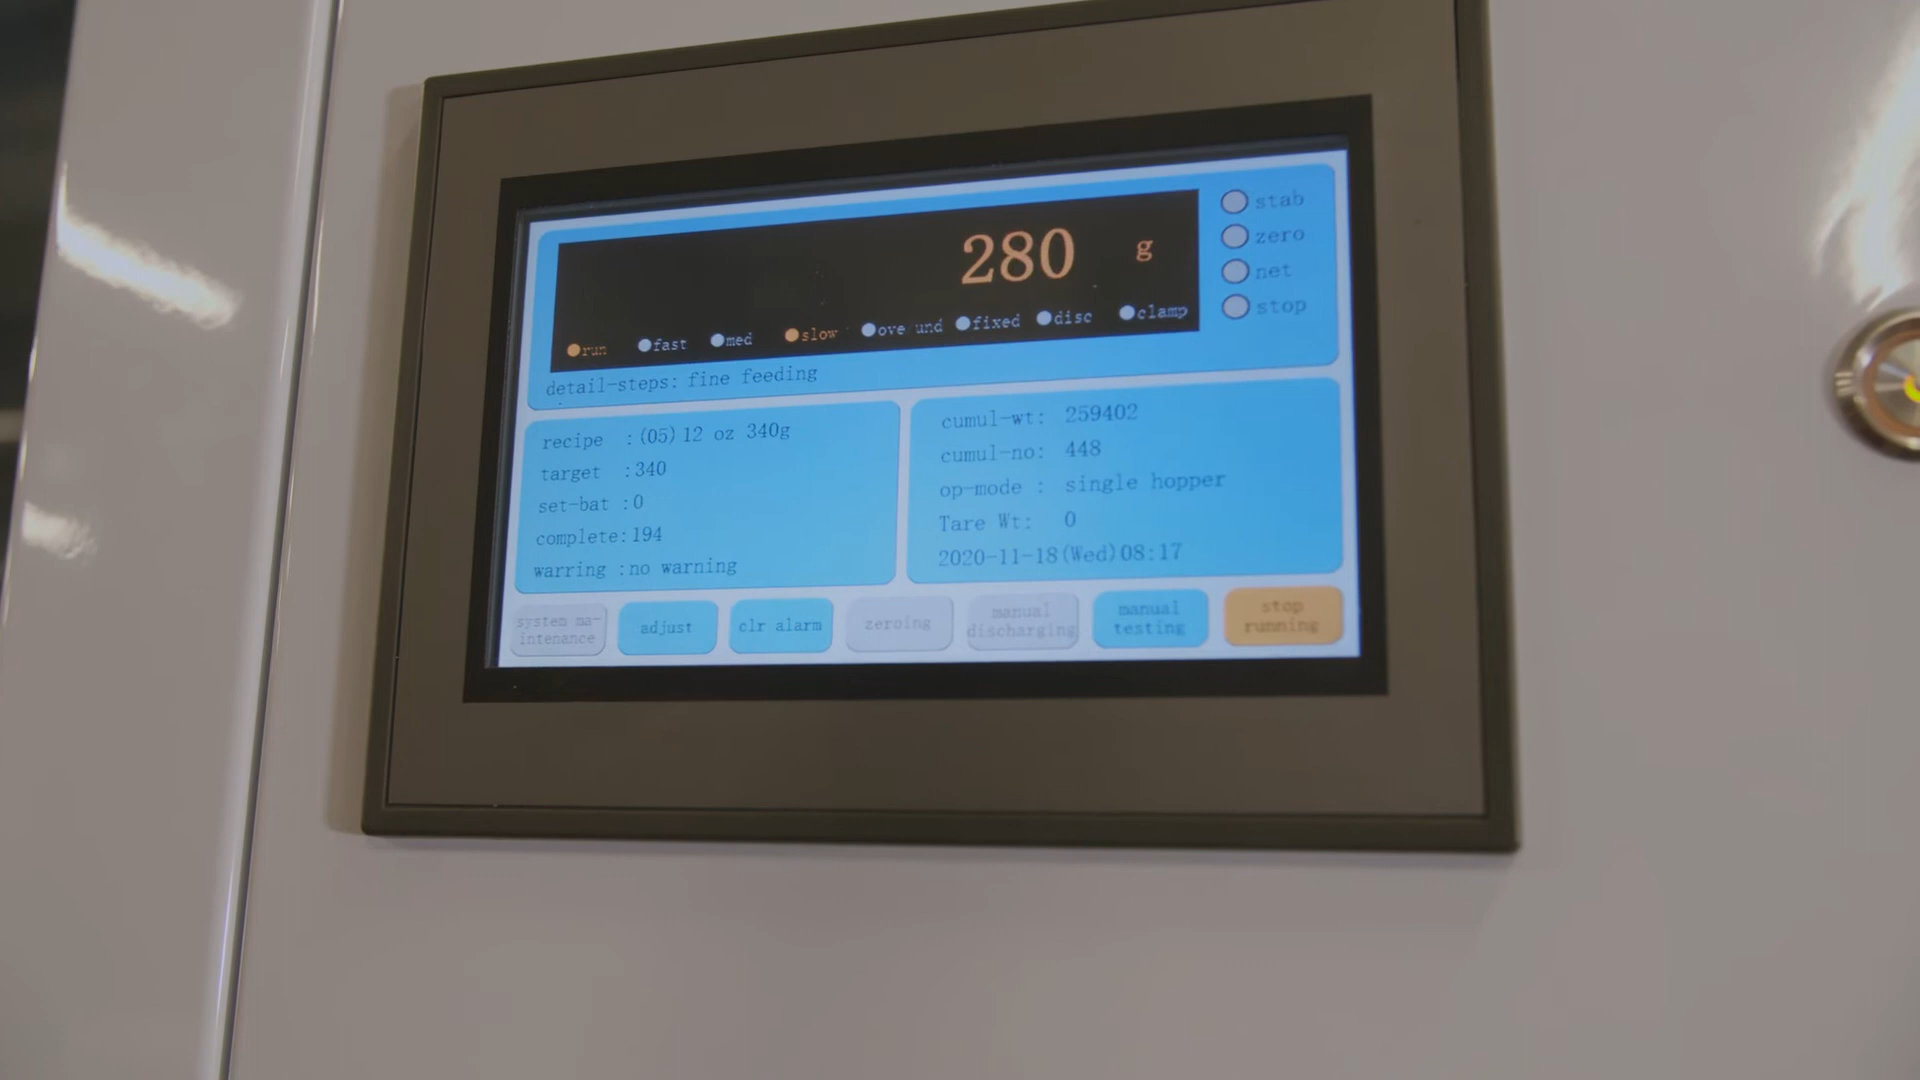 280 g
run fast med slow ove und fixed disc clamp
stab
zero
net
stop
detail-steps: fine feeding
recipe :(05)12 oz 340g
target :340
set-bat :0
complete:194
warring :no warning
cumul-wt: 259402
cumul-no: 448
op-mode : single hopper
Tare Wt: 0
2020-11-18(Wed)08:17
system ma-
intenance
adjust
clr alarm
zeroing
manual
discharging
manual
testing
stop
running